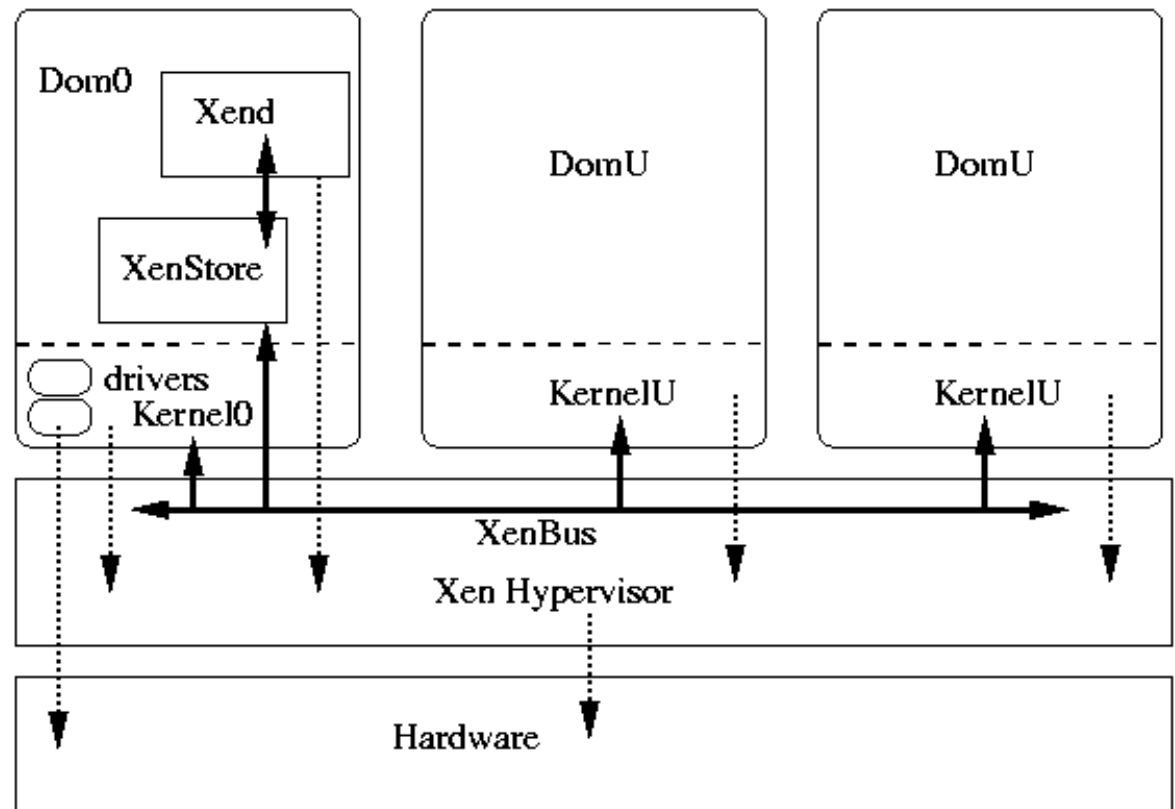 Dom0
Xend
XenStore
drivers
Kernel0
DomU
KernelU
DomU
KernelU
XenBus
Xen Hypervisor
Hardware